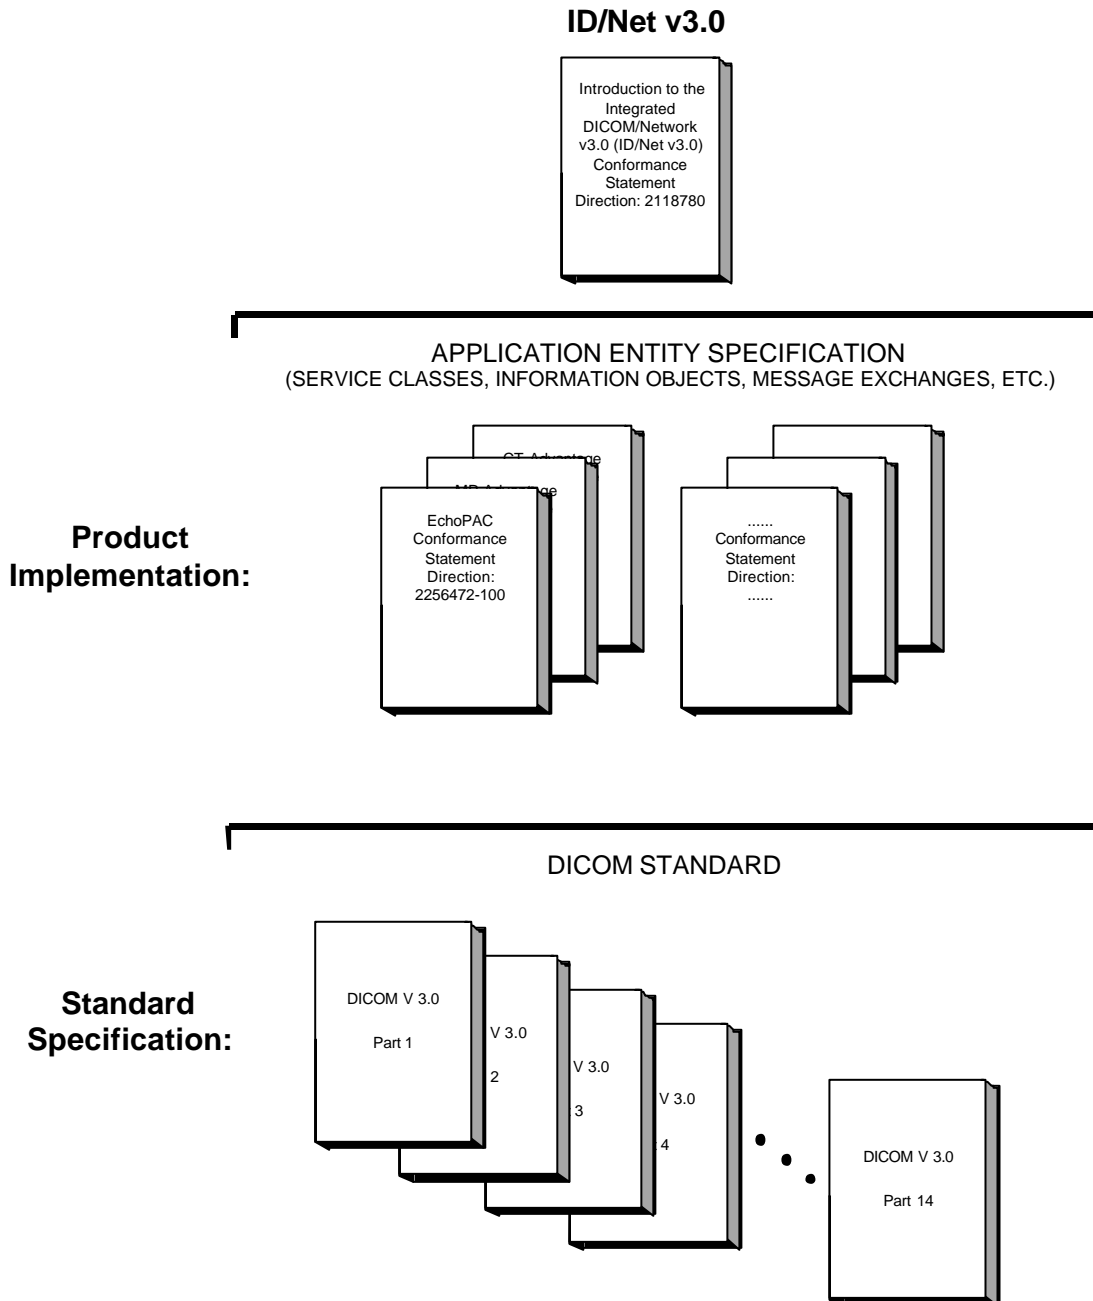 ID/Net v3.0
Introduction to the
Integrated
DICOM/Network
v3.0 (ID/Net v3.0)
Conformance
Statement
Direction: 2118780
APPLICATION ENTITY SPECIFICATION
(SERVICE CLASSES, INFORMATION OBJECTS, MESSAGE EXCHANGES, ETC.)
Product
Implementation:
CT Advantage
EchoPAC
Conformance
Statement
Direction:
2256472-100
......
Conformance
Statement
Direction:
......
DICOM STANDARD
Standard
Specification:
DICOM V 3.0
Part 1
V 3.0
2
V 3.0
3
V 3.0
4
DICOM V 3.0
Part 14